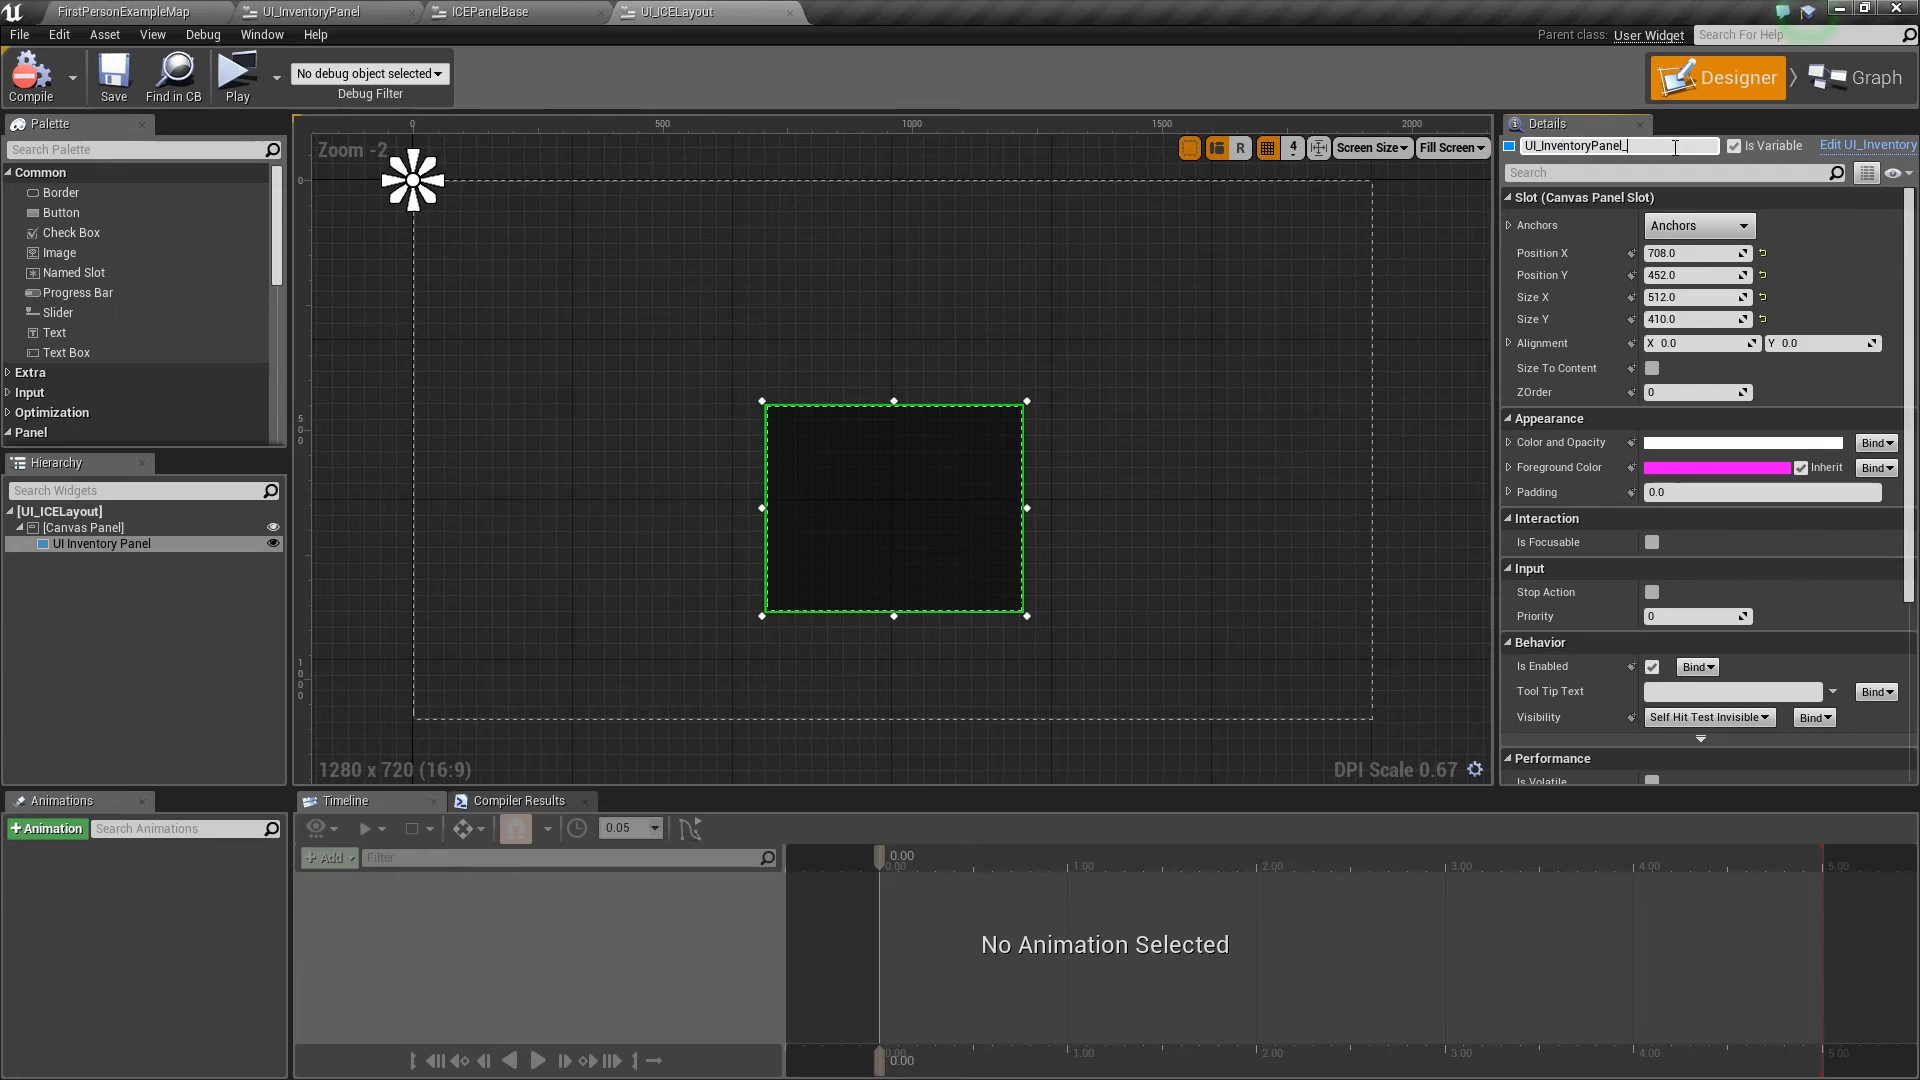 FirstPersonExampleMap
UI_InventoryPanel
ICEPanelBase
UI_ICELayout
File
Edit
Asset
View
Debug
Window
Help
Parent class:
User Widget
Search For Help
Compile
Save
Find in CB
Play
No debug object selected
Debug Filter
Designer
Graph
Palette
Search Palette
Common
Border
Button
Check Box
Image
Named Slot
Progress Bar
Slider
Text
Text Box
Extra
Input
Optimization
Panel
Hierarchy
Search Widgets
[UI_ICELayout]
[Canvas Panel]
UI Inventory Panel
0
500
1000
1500
2000
Zoom -2
R
4
Screen Size
Fill Screen
0
500
1000
1280 x 720 (16:9)
DPI Scale 0.67
Details
UI_InventoryPanel_
Is Variable
Edit UI_Inventory
Search
Slot (Canvas Panel Slot)
Anchors
Anchors
Position X
708.0
Position Y
452.0
Size X
512.0
Size Y
410.0
Alignment
X 0.0
Y 0.0
Size To Content
ZOrder
0
Appearance
Color and Opacity
Bind
Foreground Color
Inherit
Bind
Padding
0.0
Interaction
Is Focusable
Input
Stop Action
Priority
0
Behavior
Is Enabled
Bind
Tool Tip Text
Bind
Visibility
Self Hit Test Invisible
Bind
Performance
Is Volatile
Animations
+Animation
Search Animations
Timeline
Compiler Results
0.05
+ Add
Filter
0.00
0.00
1.00
2.00
3.00
4.00
5.00
No Animation Selected
0.00
0.00
1.00
2.00
3.00
4.00
5.00